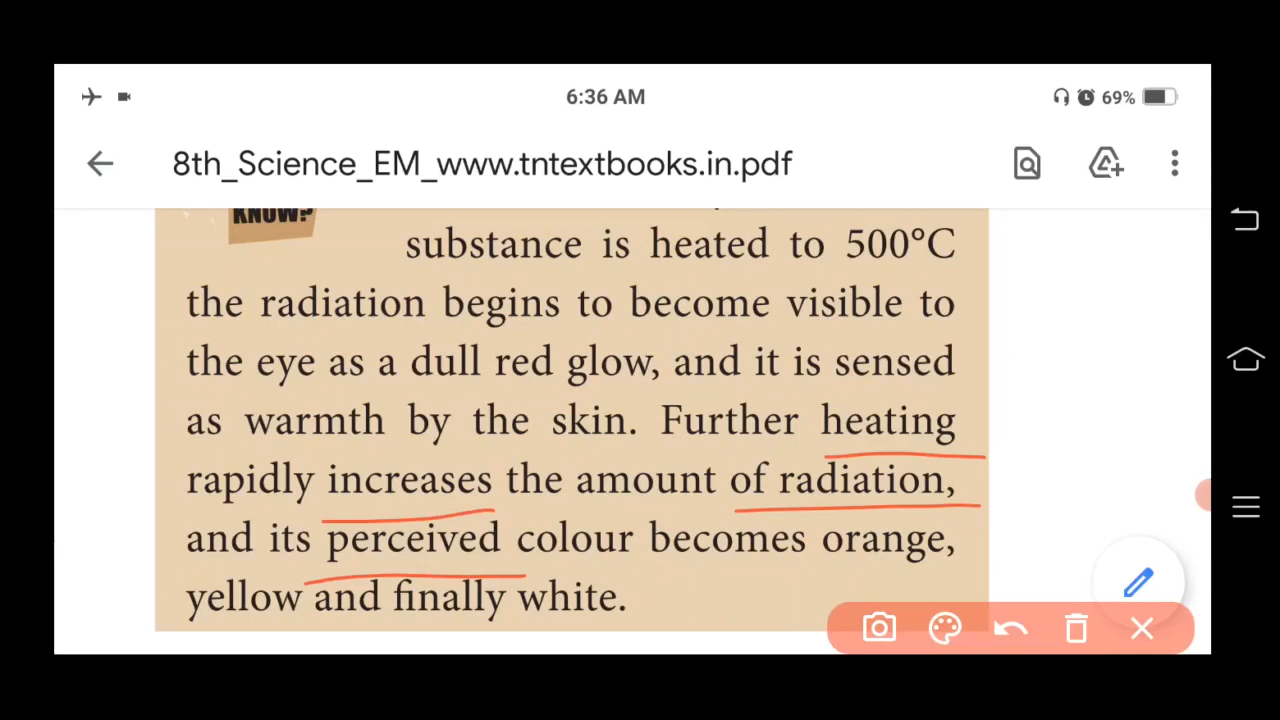 6:36 AM
69%
8th_Science_EM_www.tntextbooks.in.pdf
KNOW?
substance is heated to 500°C
the radiation begins to become visible to
the eye as a dull red glow, and it is sensed
as warmth by the skin. Further heating
rapidly increases the amount of radiation,
and its perceived colour becomes orange,
yellow and finally white.